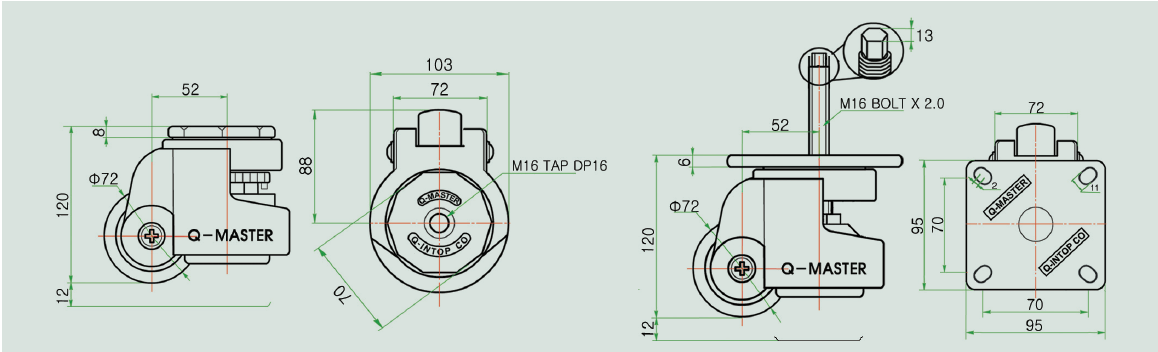 52
8
120
12
Φ72
Q-MASTER
103
72
88
M16 TAP DP16
Q-MASTER
Q-INTOP CO
70
13
M16 BOLT X 2.0
52
6
120
12
Φ72
Q-MASTER
72
95
70
2
11
Q-MASTER
Q-INTOP CO
70
95